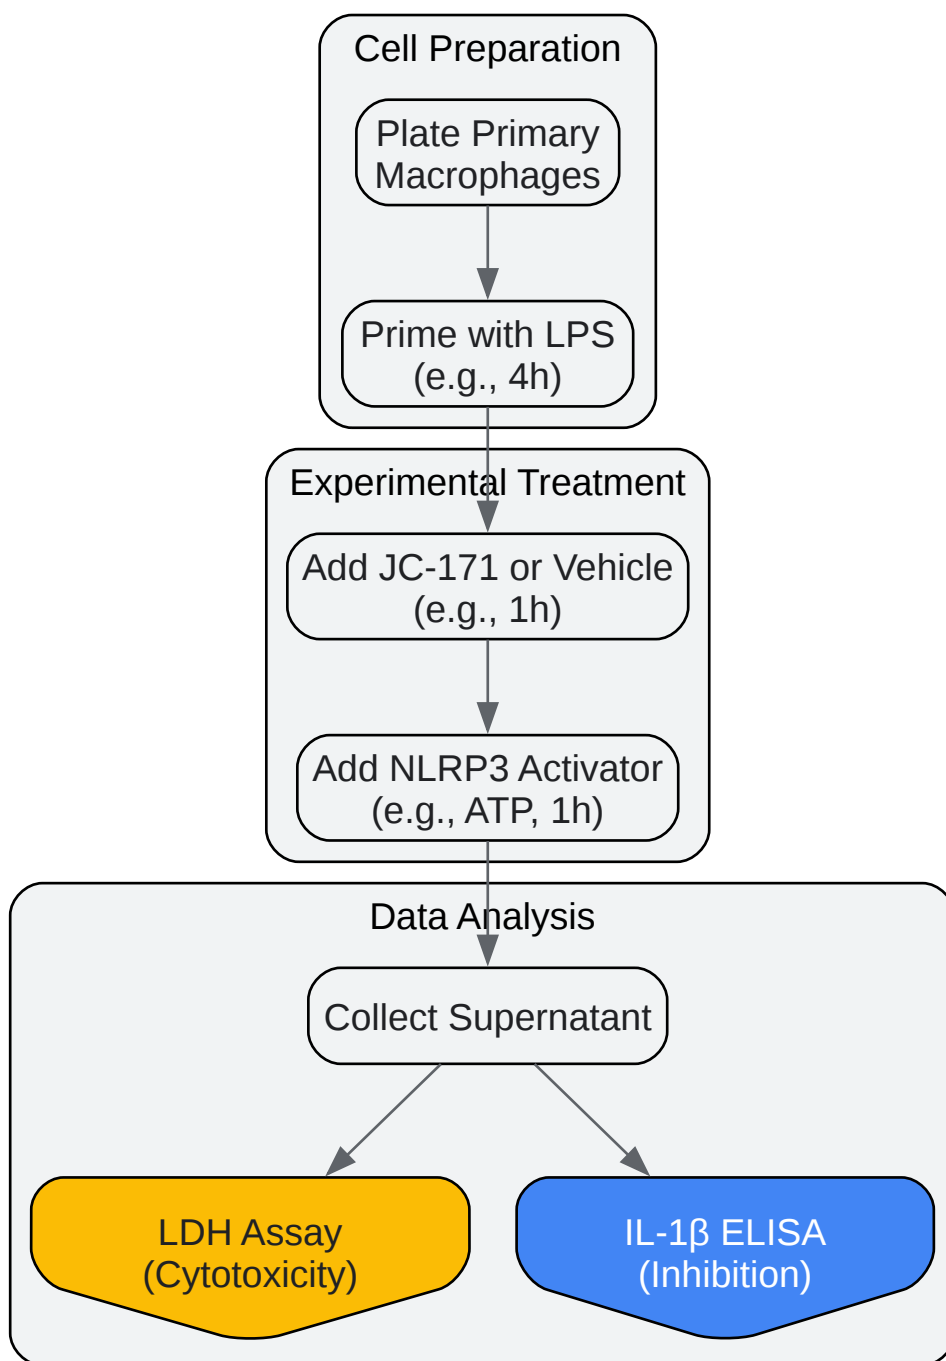 Cell Preparation
Plate Primary
Macrophages
Prime with LPS
(e.g., 4h)
Experimental Treatment
Add JC-171 or Vehicle
(e.g., 1h)
Add NLRP3 Activator
(e.g., ATP, 1h)
Data Analysis
Collect Supernatant
LDH Assay
(Cytotoxicity)
IL-1β ELISA
(Inhibition)